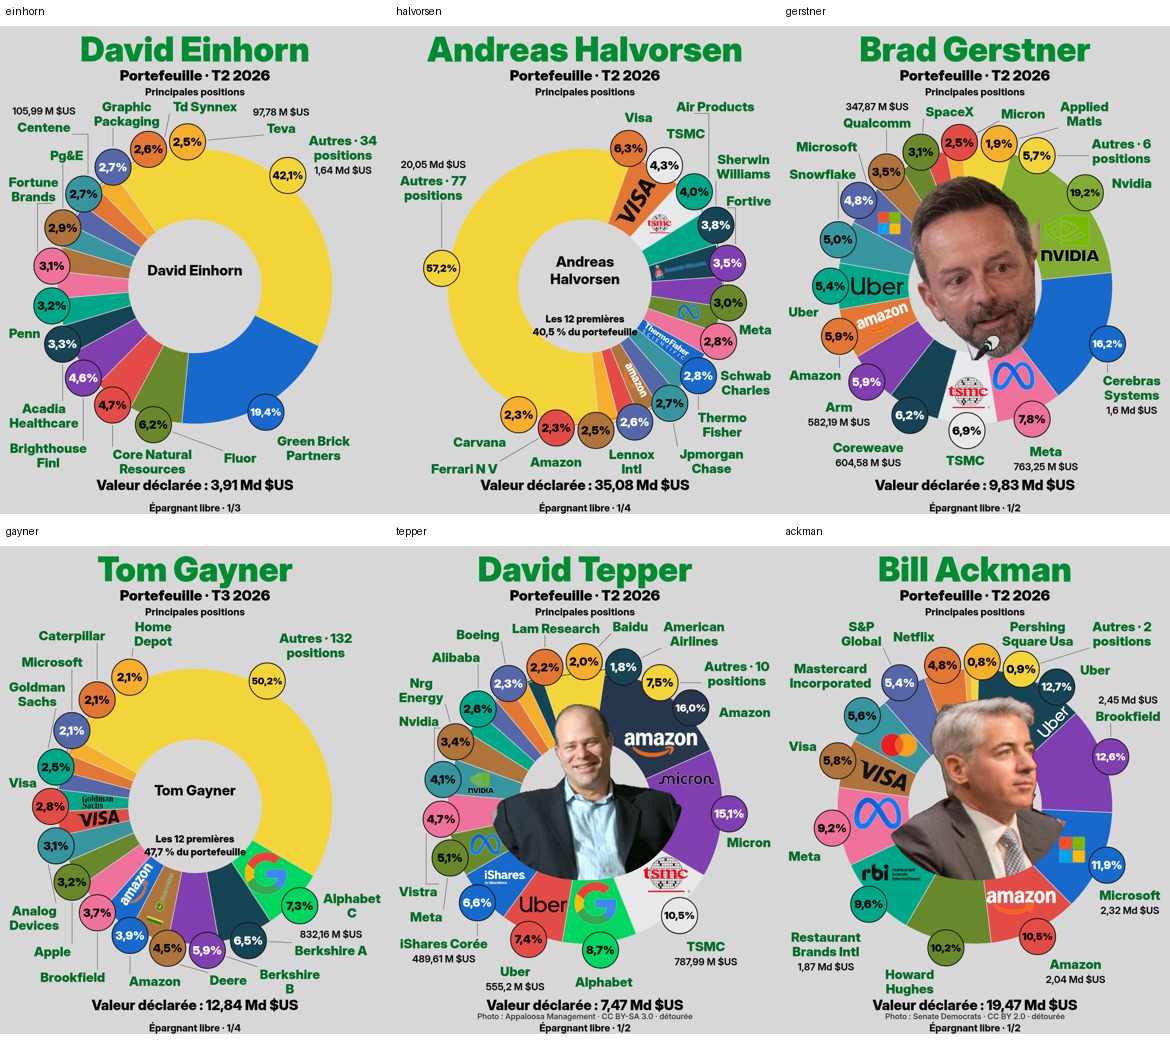 einhorn
David Einhorn
Portefeuille · T2 2026
Principales positions
105,99 M $US
Centene
Graphic
Packaging
Td Synnex
97,78 M $US
Teva
Autres · 34
positions
1,64 Md $US
Pg&E
Fortune
Brands
2,7%
2,6%
2,5%
42,1%
2,7%
2,9%
3,1%
3,2%
Penn
3,3%
4,6%
4,7%
6,2%
19,4%
David Einhorn
Acadia
Healthcare
Brighthouse
Finl
Core Natural
Resources
Fluor
Green Brick
Partners
Valeur déclarée : 3,91 Md $US
Épargnant libre · 1/3
halvorsen
Andreas Halvorsen
Portefeuille · T2 2026
Principales positions
Visa
Air Products
TSMC
Sherwin
Williams
Fortive
20,05 Md $US
Autres · 77
positions
57,2%
6,3%
4,3%
4,0%
3,8%
3,5%
3,0%
Meta
2,8%
2,8%
Schwab
Charles
2,7%
Thermo
Fisher
2,6%
Jpmorgan
Chase
2,5%
Lennox
Intl
2,3%
Amazon
2,3%
Ferrari N V
Carvana
VISA
tsmc
ThermoFisher
SCIENTIFIC
amazon
Andreas
Halvorsen
Les 12 premières
40,5 % du portefeuille
Valeur déclarée : 35,08 Md $US
Épargnant libre · 1/4
gerstner
Brad Gerstner
Portefeuille · T2 2026
Principales positions
347,87 M $US
Qualcomm
SpaceX
Micron
Applied
Matls
Autres · 6
positions
Microsoft
Snowflake
Nvidia
3,1%
2,5%
1,9%
5,7%
3,5%
19,2%
4,8%
5,0%
5,4%
Uber
5,9%
Amazon
5,9%
Arm
582,19 M $US
6,2%
Coreweave
604,58 M $US
6,9%
TSMC
7,8%
Meta
763,25 M $US
16,2%
Cerebras
Systems
1,6 Md $US
NVIDIA
Uber
amazon
tsmc
Valeur déclarée : 9,83 Md $US
Épargnant libre · 1/2
gayner
Tom Gayner
Portefeuille · T3 2026
Principales positions
Caterpillar
Home
Depot
Autres · 132
positions
Microsoft
Goldman
Sachs
2,1%
2,1%
50,2%
2,1%
2,5%
Visa
2,8%
3,1%
3,2%
3,7%
3,9%
4,5%
5,9%
6,5%
7,3%
Alphabet
C
832,16 M $US
Berkshire A
Berkshire
B
Deere
Amazon
Brookfield
Apple
Analog
Devices
Goldman
Sachs
VISA
amazon
Tom Gayner
Les 12 premières
47,7 % du portefeuille
Valeur déclarée : 12,84 Md $US
Épargnant libre · 1/4
tepper
David Tepper
Portefeuille · T2 2026
Principales positions
Boeing
Lam Research
Baidu
American
Airlines
Alibaba
Autres · 10
positions
Nrg
Energy
Nvidia
2,3%
2,2%
2,0%
1,8%
7,5%
16,0%
Amazon
2,6%
3,4%
4,1%
4,7%
5,1%
6,6%
7,4%
8,7%
10,5%
15,1%
Micron
Vistra
Meta
iShares Corée
489,61 M $US
Uber
555,2 M $US
Alphabet
TSMC
787,99 M $US
amazon
micron
tsmc
Uber
iShares
NVIDIA
Valeur déclarée : 7,47 Md $US
Photo : Appaloosa Management · CC BY-SA 3.0 · détourée
Épargnant libre · 1/2
ackman
Bill Ackman
Portefeuille · T2 2026
Principales positions
S&P
Global
Netflix
Pershing
Square Usa
Autres · 2
positions
Mastercard
Incorporated
Uber
2,45 Md $US
Brookfield
5,4%
4,8%
0,8%
0,9%
12,7%
12,6%
5,6%
Visa
5,8%
9,2%
Meta
9,6%
Restaurant
Brands Intl
1,87 Md $US
10,2%
Howard
Hughes
10,5%
Amazon
2,04 Md $US
11,9%
Microsoft
2,32 Md $US
Uber
VISA
rbi
restaurant
brands
international
amazon
Valeur déclarée : 19,47 Md $US
Photo : Senate Democrats · CC BY 2.0 · détourée
Épargnant libre · 1/2